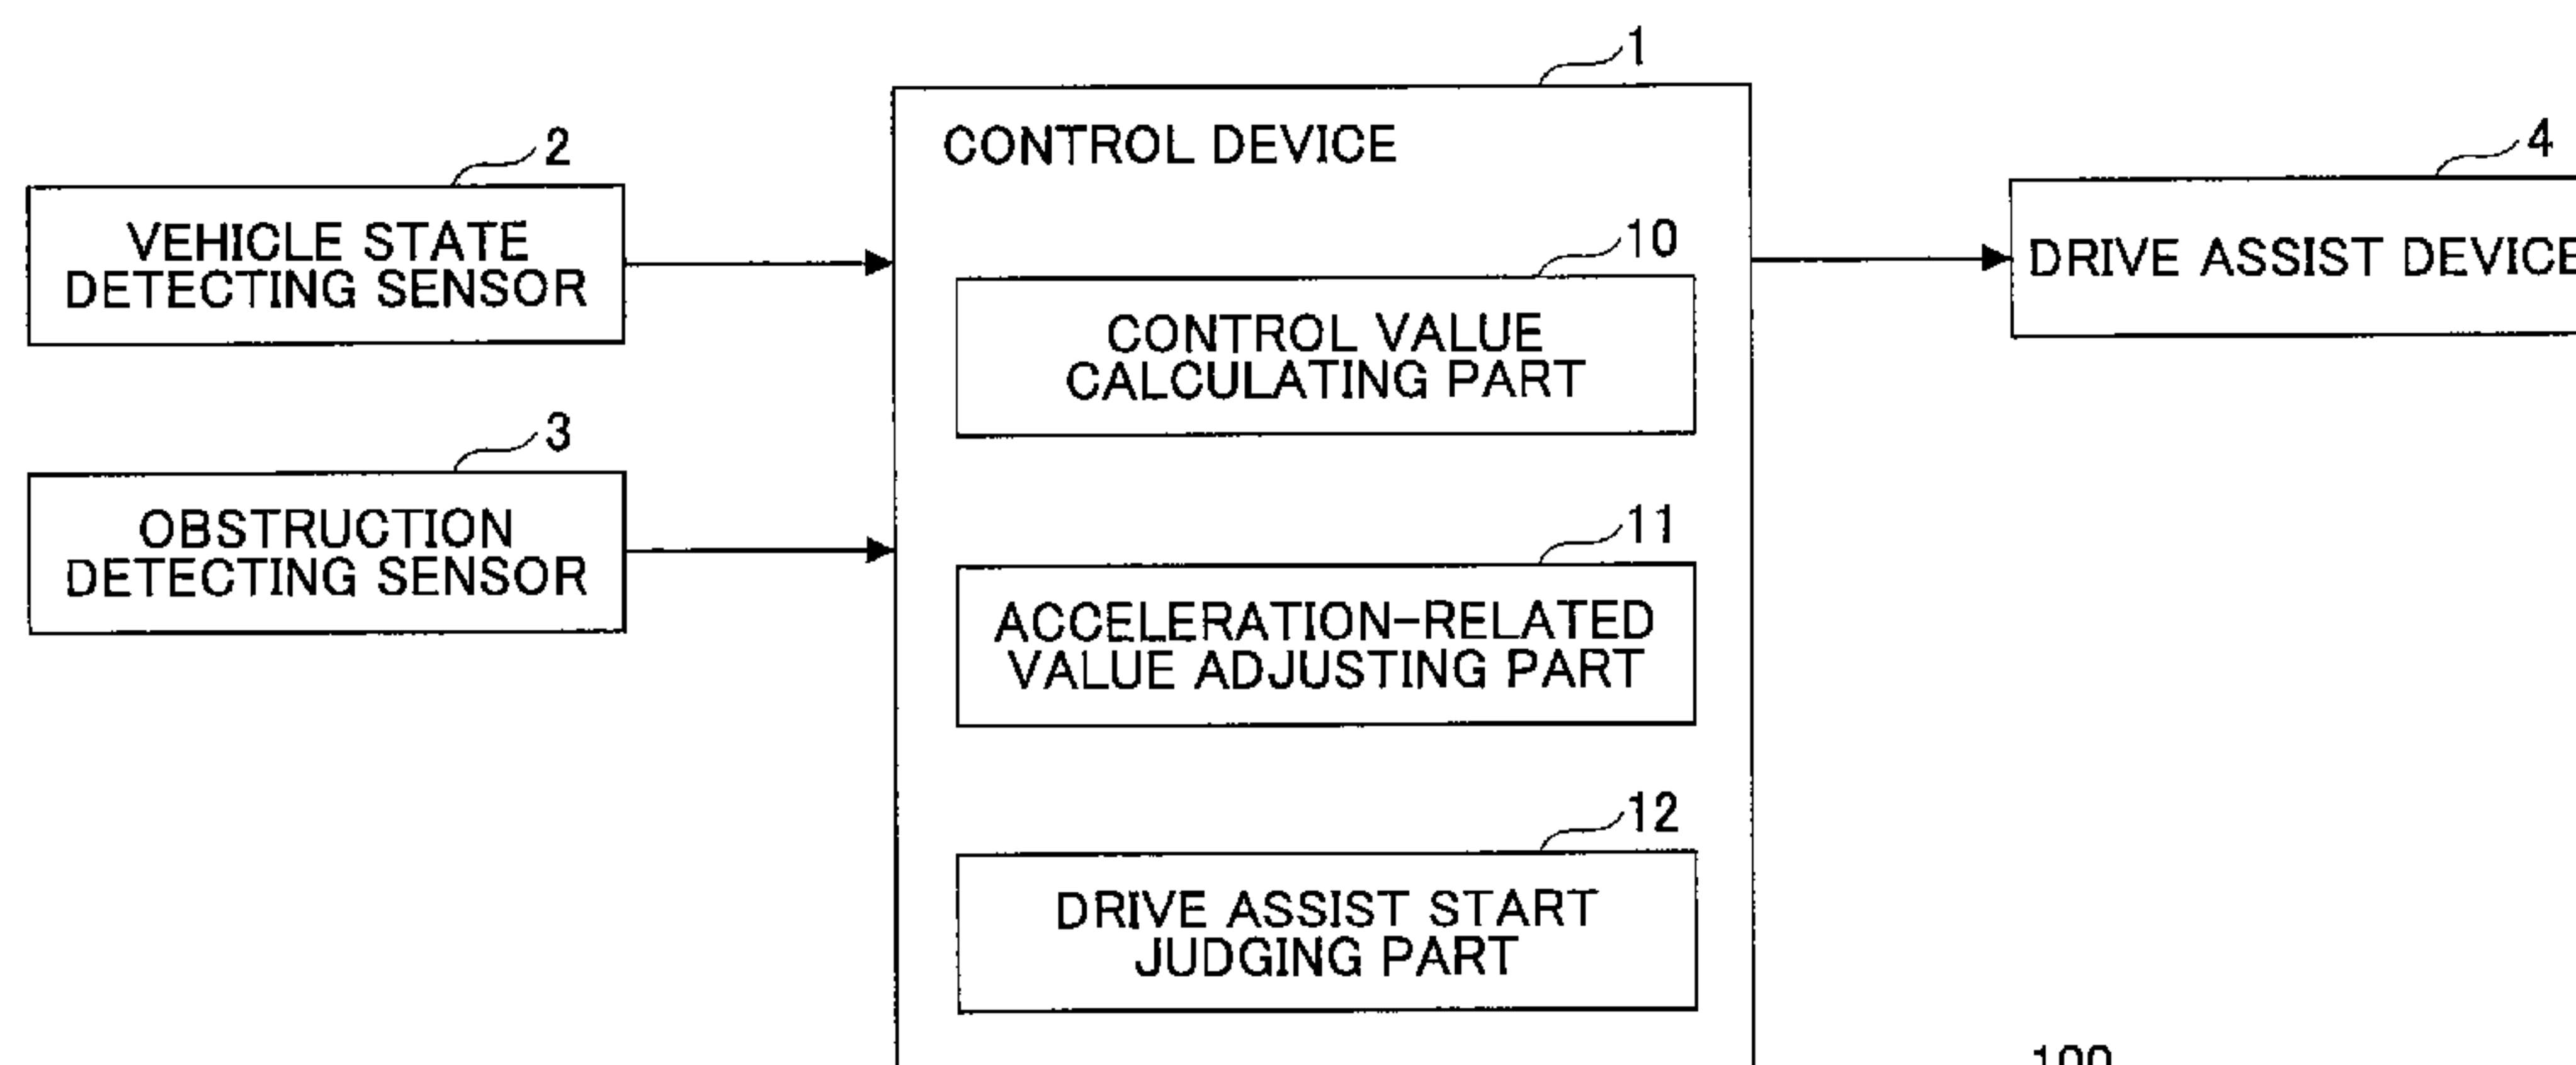 1
CONTROL DEVICE
2
VEHICLE STATE
DETECTING SENSOR
4
DRIVE ASSIST DEVICE
10
CONTROL VALUE
CALCULATING PART
3
OBSTRUCTION
DETECTING SENSOR
11
ACCELERATION-RELATED
VALUE ADJUSTING PART
12
DRIVE ASSIST START
JUDGING PART
100